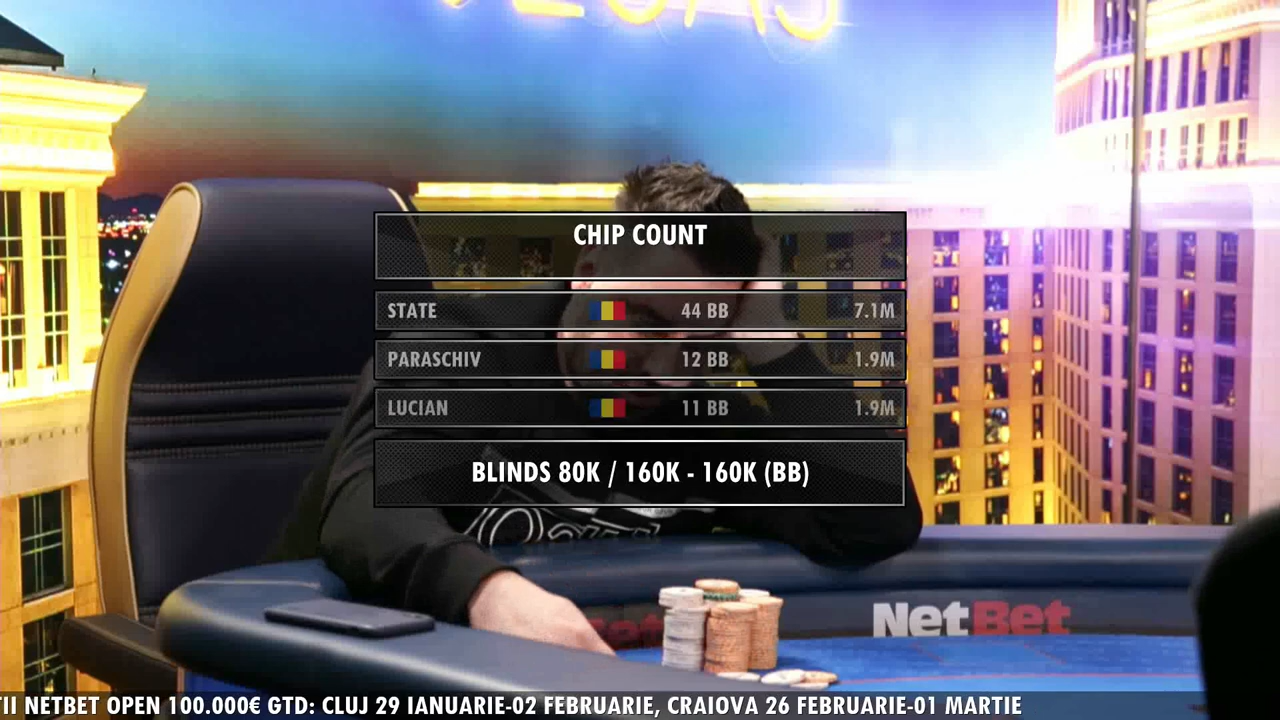 VEGAS
CHIP COUNT
STATE 44 BB 7.1M
PARASCHIV 12 BB 1.9M
LUCIAN 11 BB 1.9M
BLINDS 80K / 160K - 160K (BB)
NetBet
NETBET OPEN 100.000€ GTD: CLUJ 29 IANUARIE-02 FEBRUARIE, CRAIOVA 26 FEBRUARIE-01 MARTIE